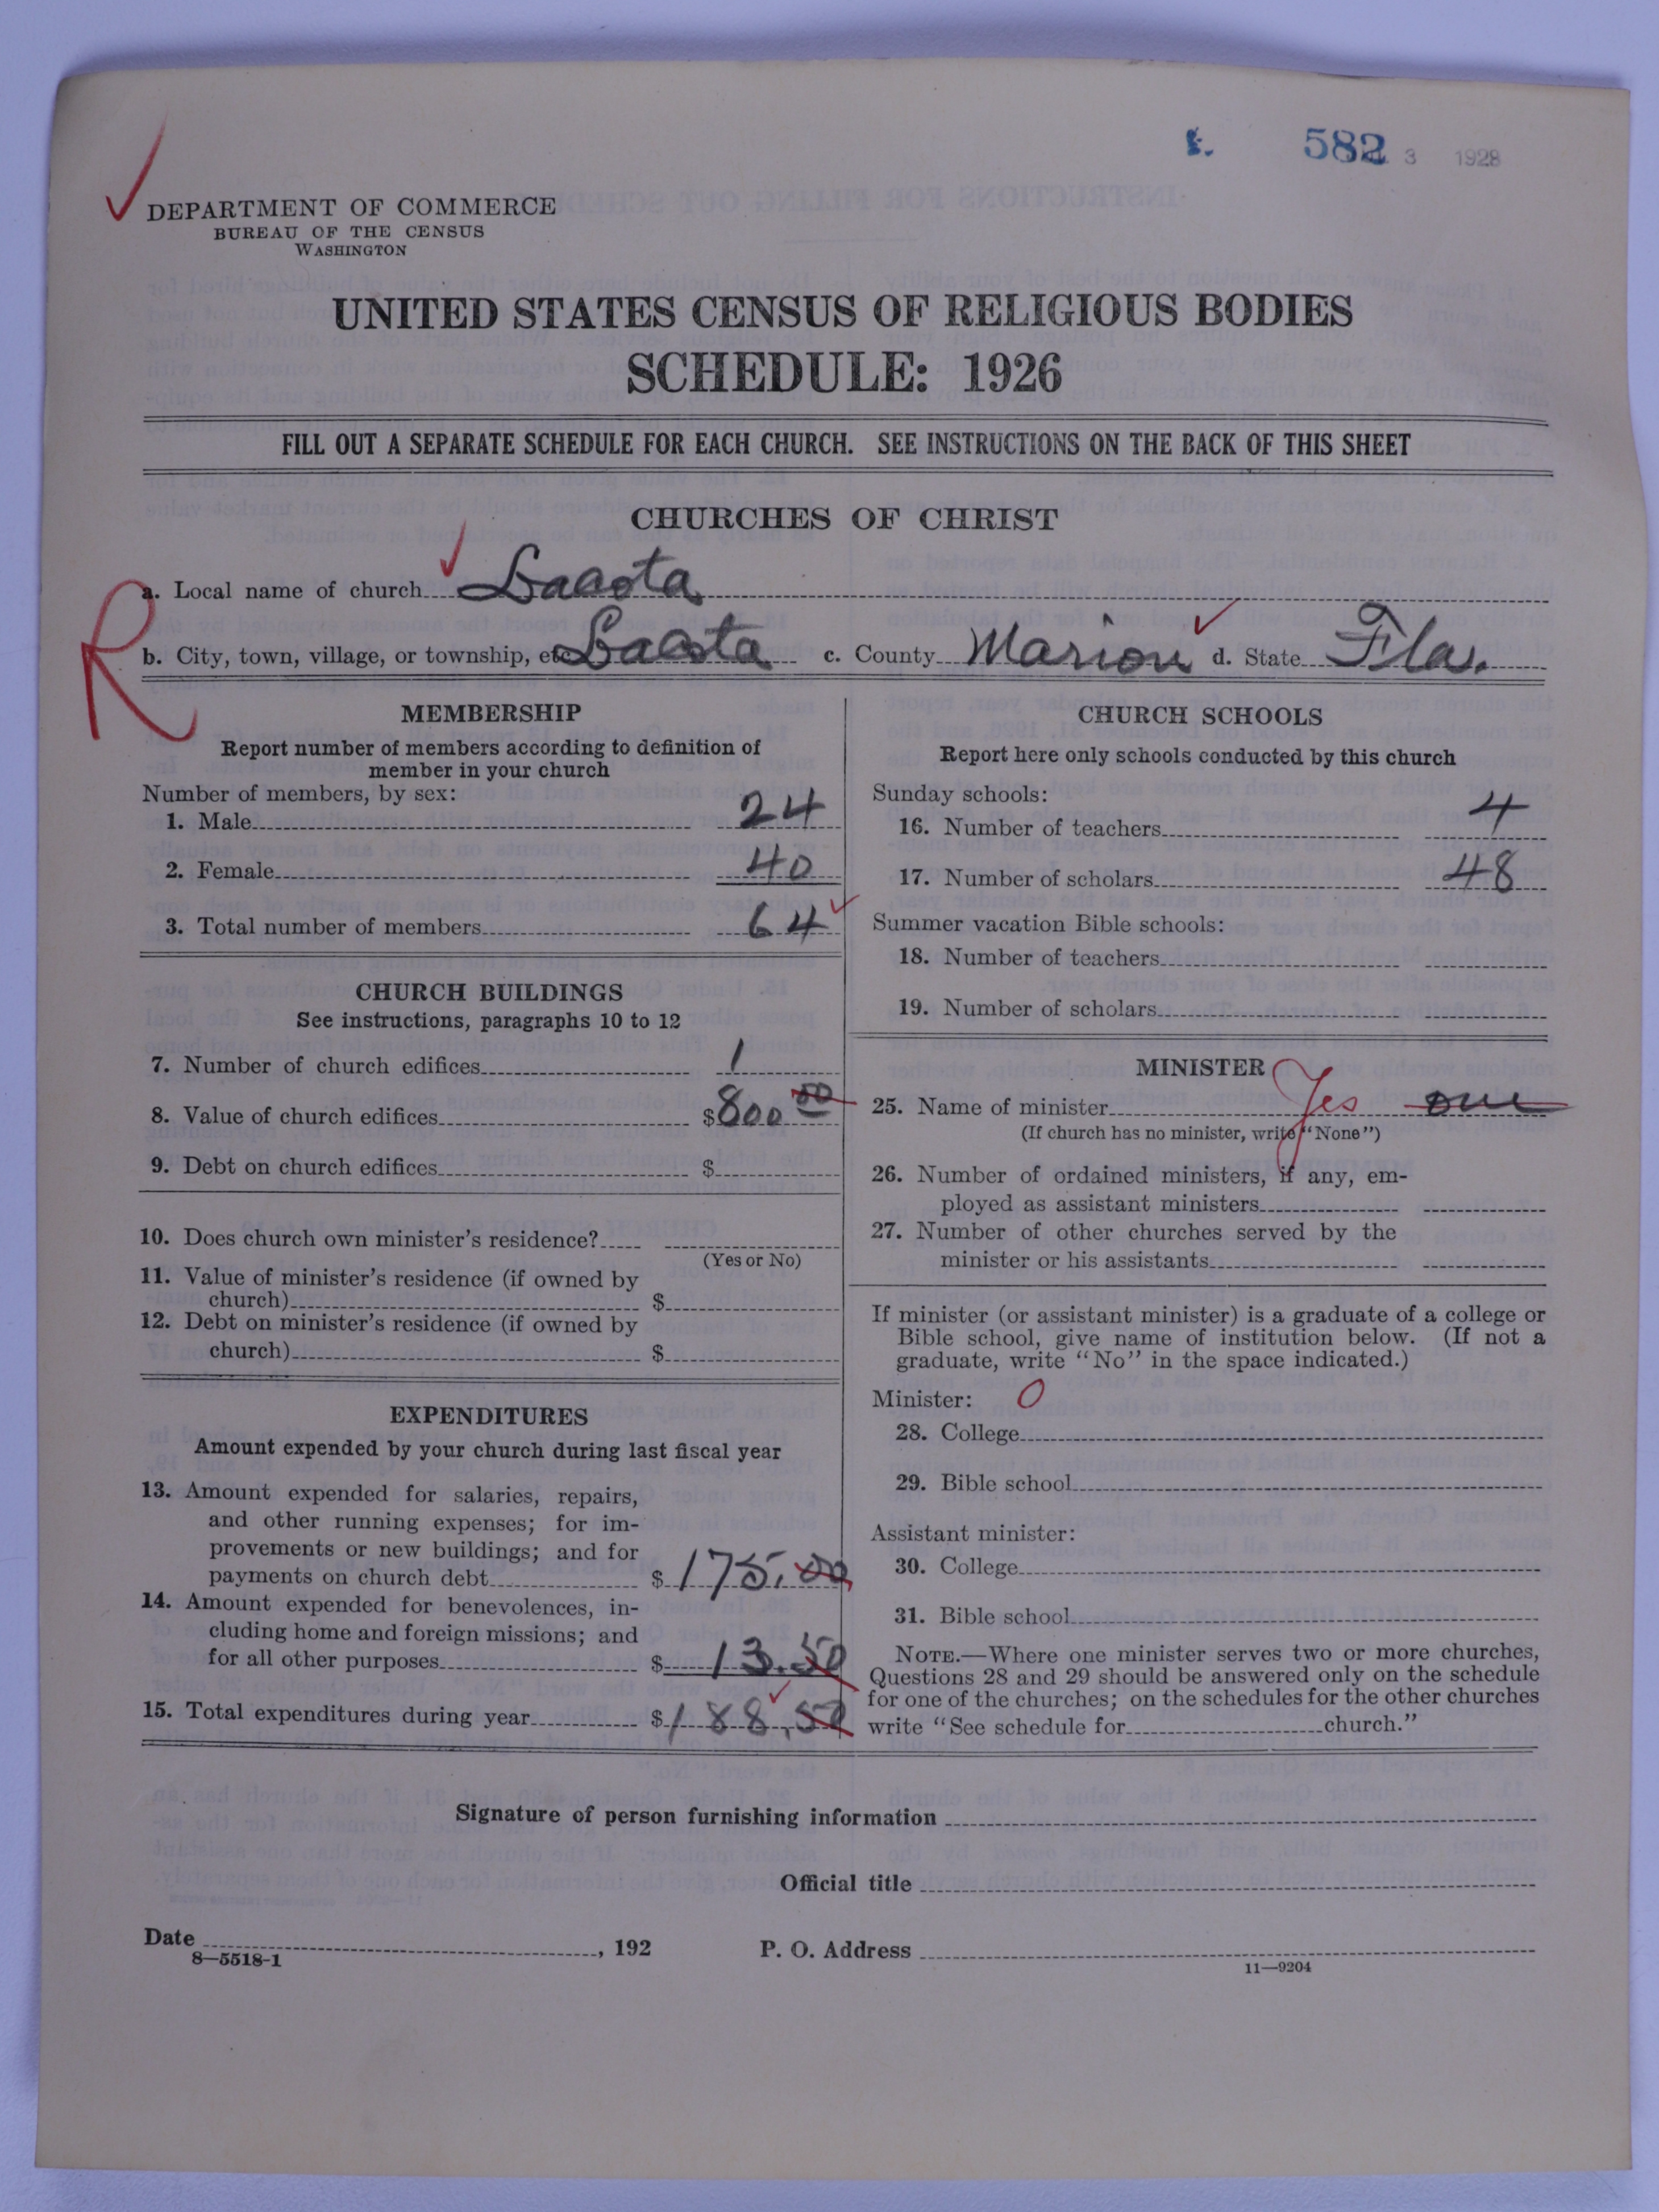 582 3 1928
DEPARTMENT OF COMMERCE
BUREAU OF THE CENSUS
WASHINGTON
UNITED STATES CENSUS OF RELIGIOUS BODIES
SCHEDULE: 1926
FILL OUT A SEPARATE SCHEDULE FOR EACH CHURCH. SEE INSTRUCTIONS ON THE BACK OF THIS SHEET
CHURCHES OF CHRIST
a. Local name of church
R
b. City, town, village, or township, etc. c. County Marion d. State Fla.
MEMBERSHIP
Report number of members according to definition of
member in your church
Number of members, by sex:
1. Male 24
2. Female 40
3. Total number of members 64
CHURCH BUILDINGS
See instructions, paragraphs 10 to 12
7. Number of church edifices 1
8. Value of church edifices $800 00
9. Debt on church edifices $
10. Does church own minister's residence?
(Yes or No)
11. Value of minister's residence (if owned by
church) $
12. Debt on minister's residence (if owned by
church) $
EXPENDITURES
Amount expended by your church during last fiscal year
13. Amount expended for salaries, repairs,
and other running expenses; for im-
provements or new buildings; and for
payments on church debt $175.00
14. Amount expended for benevolences, in-
cluding home and foreign missions; and
for all other purposes $13.50
15. Total expenditures during year $188.50
CHURCH SCHOOLS
Report here only schools conducted by this church
Sunday schools:
16. Number of teachers 4
17. Number of scholars 48
Summer vacation Bible schools:
18. Number of teachers
19. Number of scholars
MINISTER
25. Name of minister Yes one
(If church has no minister, write "None")
26. Number of ordained ministers, if any, em-
ployed as assistant ministers
27. Number of other churches served by the
minister or his assistants
If minister (or assistant minister) is a graduate of a college or
Bible school, give name of institution below. (If not a
graduate, write "No" in the space indicated.)
Minister: 0
28. College
29. Bible school
Assistant minister:
30. College
31. Bible school
NOTE.—Where one minister serves two or more churches,
Questions 28 and 29 should be answered only on the schedule
for one of the churches; on the schedules for the other churches
write "See schedule for church."
Signature of person furnishing information
Official title
Date , 192 P. O. Address
8—5518-1 11—9204